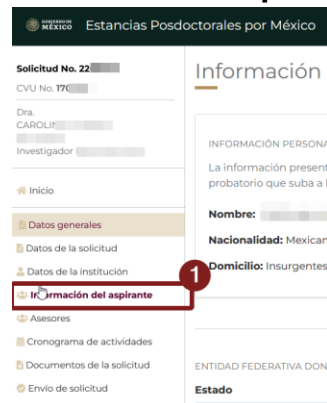 GOBIERNO DE MÉXICO Estancias Posdoctorales por México
Solicitud No. 22
CVU No. 170
Dra.
CAROLIN
Investigador
Inicio
Datos generales
Datos de la solicitud
Datos de la institución
Información del aspirante
1
Asesores
Cronograma de actividades
Documentos de la solicitud
Envío de solicitud
Información
INFORMACIÓN PERSONA
La información present
probatorio que suba a l
Nombre:
Nacionalidad: Mexican
Domicilio: Insurgentes
ENTIDAD FEDERATIVA DON
Estado